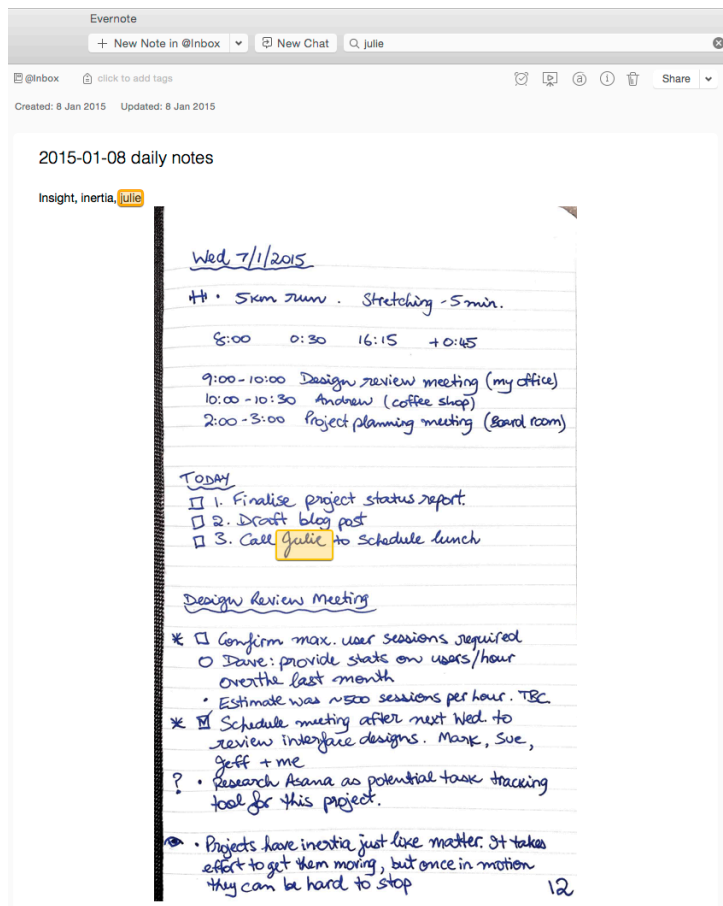 Evernote
+ New Note in @Inbox
New Chat
julie
@Inbox
click to add tags
Share
Created: 8 Jan 2015 Updated: 8 Jan 2015
2015-01-08 daily notes
Insight, inertia, julie
Wed 7/1/2015
· 5km run. Stretching - 5 min.
8:00 0:30 16:15 +0:45
9:00-10:00 Design review meeting (my office)
10:00-10:30 Andrew (coffee shop)
2:00-3:00 Project planning meeting (Board room)
TODAY
1. Finalise project status report.
2. Draft blog post
3. Call Julie to schedule lunch
Design Review Meeting
* Confirm max. user sessions required
Dave: provide stats on users/hour
over the last month
· Estimate was ~500 sessions per hour. TBC
* Schedule meeting after next Wed. to
review interface designs. Mark, Sue,
Jeff + me
? · Research Asana as potential task tracking
tool for this project.
· Projects have inertia just like matter. It takes
effort to get them moving, but once in motion
they can be hard to stop
12